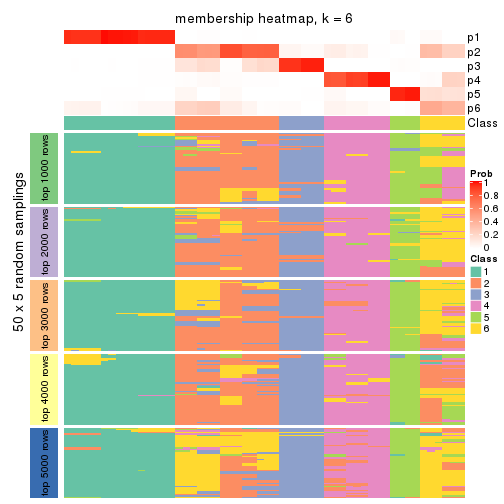 membership heatmap, k = 6
p1
p2
p3
p4
p5
p6
Class
50 x 5 random samplings
top 1000 rows
top 2000 rows
top 3000 rows
top 4000 rows
top 5000 rows
Prob
1
0.8
0.6
0.4
0.2
0
Class
1
2
3
4
5
6